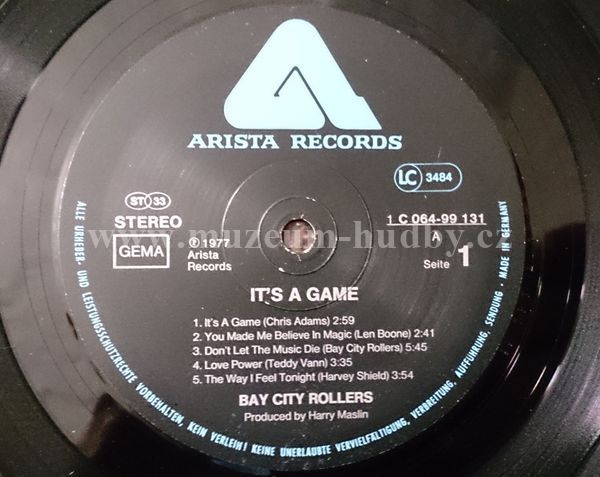 ARISTA RECORDS
LC 3484
ST 33
STEREO
GEMA
℗ 1977
Arista
Records
1 C 064-99 131
A
Seite 1
www.muzeum-hudby.cz
IT'S A GAME
1. It's A Game (Chris Adams) 2:59
2. You Made Me Believe In Magic (Len Boone) 2:41
3. Don't Let The Music Die (Bay City Rollers) 5:45
4. Love Power (Teddy Vann) 3:35
5. The Way I Feel Tonight (Harvey Shield) 3:54
BAY CITY ROLLERS
Produced by Harry Maslin
ALLE URHEBER- UND LEISTUNGSSCHUTZRECHTE VORBEHALTEN, KEIN VERLEIH! KEINE UNERLAUBTE VERVIELFÄLTIGUNG, VERBREITUNG, AUFFÜHRUNG, SENDUNG · MADE IN GERMANY